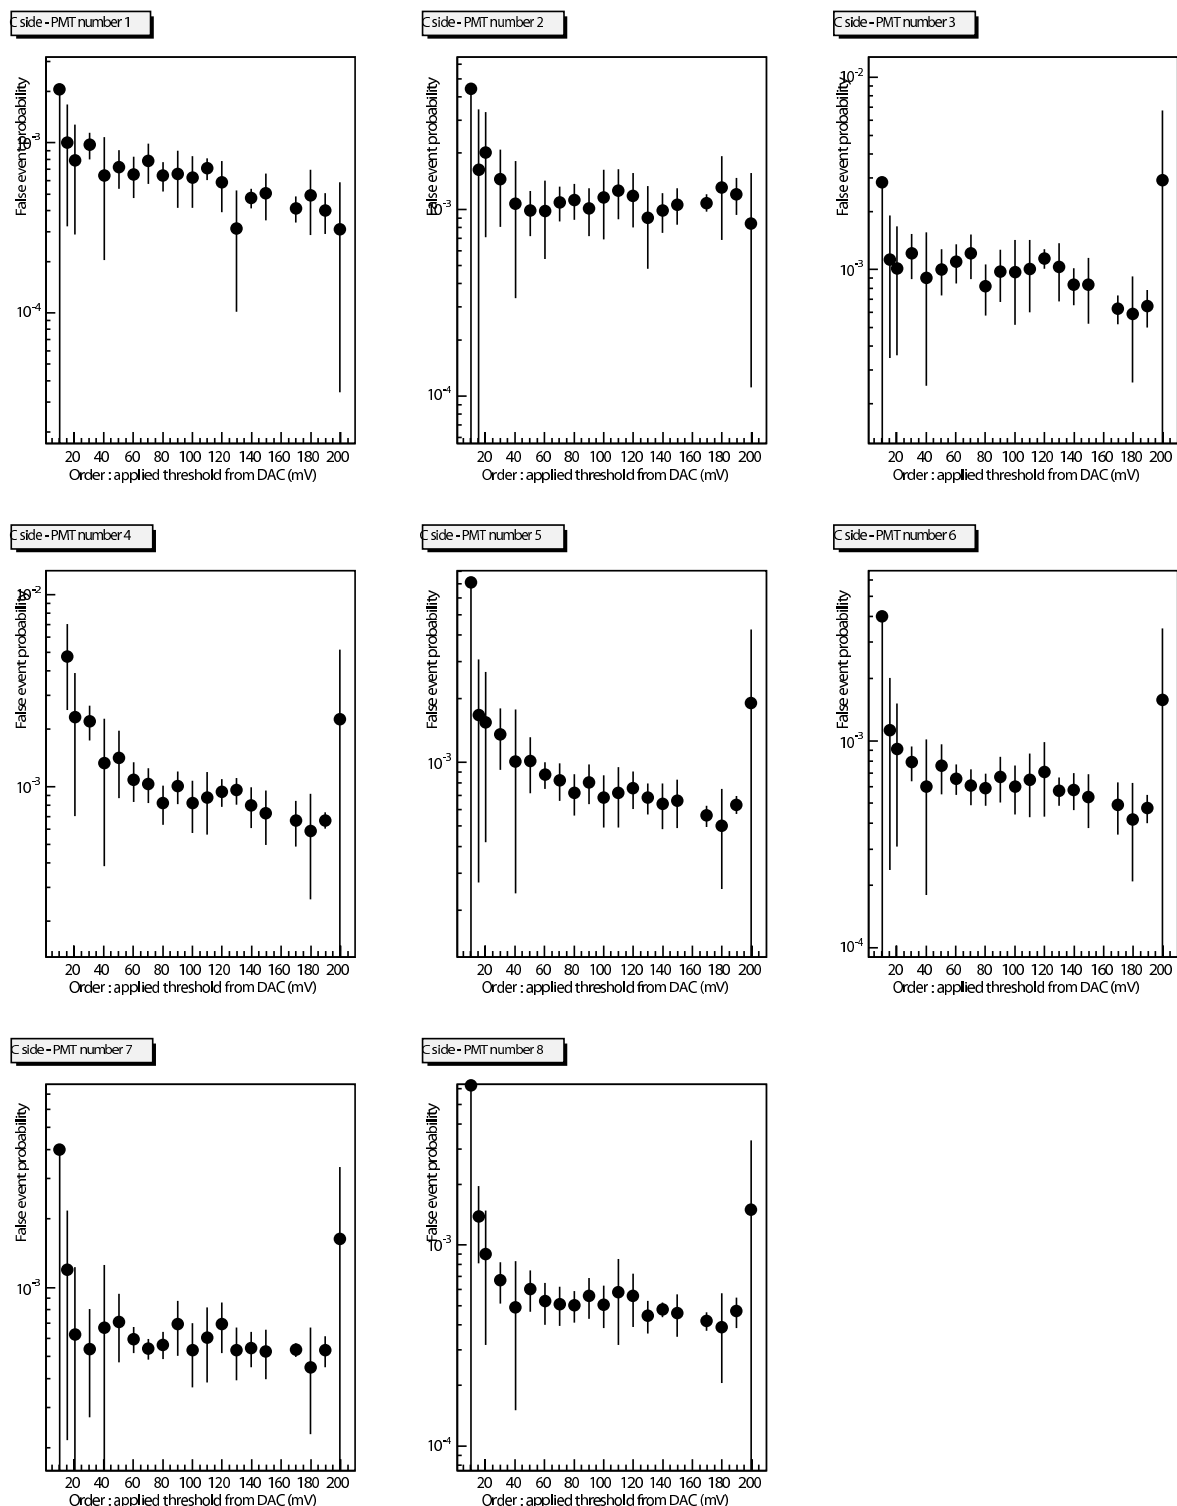 C side - PMT number 1
C side - PMT number 2
C side - PMT number 3
False event probability
10-3
10-4
20 40 60 80 100 120 140 160 180 200
Order : applied threshold from DAC (mV)
False event probability
10-3
10-4
20 40 60 80 100 120 140 160 180 200
Order : applied threshold from DAC (mV)
False event probability
10-2
10-3
20 40 60 80 100 120 140 160 180 200
Order : applied threshold from DAC (mV)
C side - PMT number 4
C side - PMT number 5
C side - PMT number 6
False event probability
10-2
10-3
20 40 60 80 100 120 140 160 180 200
Order : applied threshold from DAC (mV)
False event probability
10-3
20 40 60 80 100 120 140 160 180 200
Order : applied threshold from DAC (mV)
False event probability
10-3
10-4
20 40 60 80 100 120 140 160 180 200
Order : applied threshold from DAC (mV)
C side - PMT number 7
C side - PMT number 8
False event probability
10-3
20 40 60 80 100 120 140 160 180 200
Order : applied threshold from DAC (mV)
False event probability
10-3
10-4
20 40 60 80 100 120 140 160 180 200
Order : applied threshold from DAC (mV)